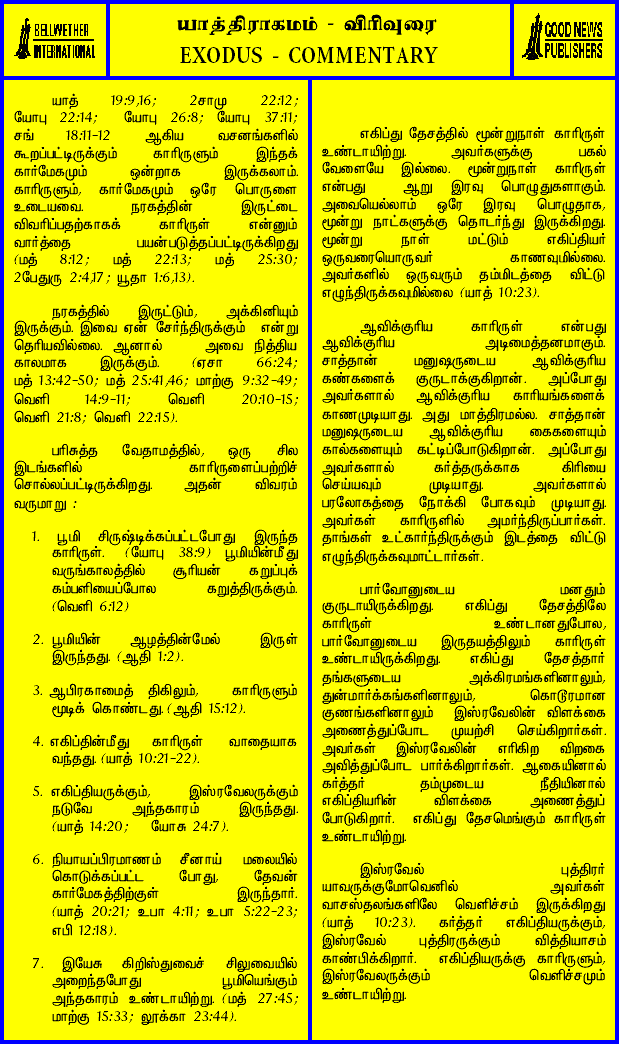 BELLWETHER
INTERNATIONAL
யாத்திராகமம் - விரிவுரை
EXODUS - COMMENTARY
GOOD NEWS
PUBLISHERS
யாத் 19:9,16; 2சாமு 22:12;
யோபு 22:14; யோபு 26:8; யோபு 37:11;
சங் 18:11-12 ஆகிய வசனங்களில்
கூறப்பட்டிருக்கும் காரிருளும் இந்தக்
கார்மேகமும் ஒன்றாக இருக்கலாம்.
காரிருளும், கார்மேகமும் ஒரே பொருளை
உடையவை. நரகத்தின் இருட்டை
விவரிப்பதற்காகக் காரிருள் என்னும்
வார்த்தை பயன்படுத்தப்பட்டிருக்கிறது
(மத் 8:12; மத் 22:13; மத் 25:30;
2பேதுரு 2:4,17 ; யூதா 1:6,13).
நரகத்தில் இருட்டும், அக்கினியும்
இருக்கும். இவை ஏன் சேர்ந்திருக்கும் என்று
தெரியவில்லை. ஆனால் அவை நித்திய
காலமாக இருக்கும். (ஏசா 66:24;
மத் 13:42-50; மத் 25:41,46; மாற்கு 9:32-49;
வெளி 14:9-11; வெளி 20:10-15;
வெளி 21:8; வெளி 22:15).
பரிசுத்த வேதாமத்தில், ஒரு சில
இடங்களில் காரிருளைப்பற்றிச்
சொல்லப்பட்டிருக்கிறது. அதன் விவரம்
வருமாறு :
1. பூமி சிருஷ்டிக்கப்பட்டபோது இருந்த
காரிருள். (யோபு 38:9) பூமியின்மீது
வருங்காலத்தில் சூரியன் கறுப்புக்
கம்பளியைப்போல கறுத்திருக்கும்.
(வெளி 6:12)
2. பூமியின் ஆழத்தின்மேல் இருள்
இருந்தது. (ஆதி 1:2).
3. ஆபிரகாமைத் திகிலும், காரிருளும்
மூடிக் கொண்டது. (ஆதி 15:12).
4. எகிப்தின்மீது காரிருள் வாதையாக
வந்தது. (யாத் 10:21-22).
5. எகிப்தியருக்கும், இஸ்ரவேலருக்கும்
நடுவே அந்தகாரம் இருந்தது.
(யாத் 14:20; யோசு 24:7).
6. நியாயப்பிரமாணம் சீனாய் மலையில்
கொடுக்கப்பட்ட போது, தேவன்
கார்மேகத்திற்குள் இருந்தார்.
(யாத் 20:21; உபா 4:11; உபா 5:22-23;
எபி 12:18).
7. இயேசு கிறிஸ்துவைச் சிலுவையில்
அறைந்தபோது பூமியெங்கும்
அந்தகாரம் உண்டாயிற்று. (மத் 27:45;
மாற்கு 15:33; லூக்கா 23:44).
எகிப்து தேசத்தில் மூன்றுநாள் காரிருள்
உண்டாயிற்று. அவர்களுக்கு பகல்
வேளையே இல்லை. மூன்றுநாள் காரிருள்
என்பது ஆறு இரவு பொழுதுகளாகும்.
அவையெல்லாம் ஒரே இரவு பொழுதாக,
மூன்று நாட்களுக்கு தொடர்ந்து இருக்கிறது.
மூன்று நாள் மட்டும் எகிப்தியர்
ஒருவரையொருவர் காணவுமில்லை.
அவர்களில் ஒருவரும் தம்மிடத்தை விட்டு
எழுந்திருக்கவுமில்லை (யாத் 10:23).
ஆவிக்குரிய காரிருள் என்பது
ஆவிக்குரிய அடிமைத்தனமாகும்.
சாத்தான் மனுஷருடைய ஆவிக்குரிய
கண்களைக் குருடாக்குகிறான். அப்போது
அவர்களால் ஆவிக்குரிய காரியங்களைக்
காணமுடியாது. அது மாத்திரமல்ல. சாத்தான்
மனுஷருடைய ஆவிக்குரிய கைகளையும்
கால்களையும் கட்டிப்போடுகிறான். அப்போது
அவர்களால் கர்த்தருக்காக கிரியை
செய்யவும் முடியாது. அவர்களால்
பரலோகத்தை நோக்கி போகவும் முடியாது.
அவர்கள் காரிருளில் அமர்ந்திருப்பார்கள்.
தாங்கள் உட்கார்ந்திருக்கும் இடத்தை விட்டு
எழுந்திருக்கவுமாட்டார்கள்.
பார்வோனுடைய மனதும்
குருடாயிருக்கிறது. எகிப்து தேசத்திலே
காரிருள் உண்டானதுபோல,
பார்வோனுடைய இருதயத்திலும் காரிருள்
உண்டாயிருக்கிறது. எகிப்து தேசத்தார்
தங்களுடைய அக்கிரமங்களினாலும்,
துன்மார்க்கங்களினாலும், கொடூரமான
குணங்களினாலும் இஸ்ரவேலின் விளக்கை
அணைத்துப்போட முயற்சி செய்கிறார்கள்.
அவர்கள் இஸ்ரவேலின் எரிகிற விறகை
அவித்துப்போட பார்க்கிறார்கள். ஆகையினால்
கர்த்தர் தம்முடைய நீதியினால்
எகிப்தியரின் விளக்கை அணைத்துப்
போடுகிறார். எகிப்து தேசமெங்கும் காரிருள்
உண்டாயிற்று.
இஸ்ரவேல் புத்திரர்
யாவருக்குமோவெனில் அவர்கள்
வாசஸ்தலங்களிலே வெளிச்சம் இருக்கிறது
(யாத் 10:23). கர்த்தர் எகிப்தியருக்கும்,
இஸ்ரவேல் புத்திரருக்கும் வித்தியாசம்
காண்பிக்கிறார். எகிப்தியருக்கு காரிருளும்,
இஸ்ரவேலருக்கும் வெளிச்சமும்
உண்டாயிற்று.